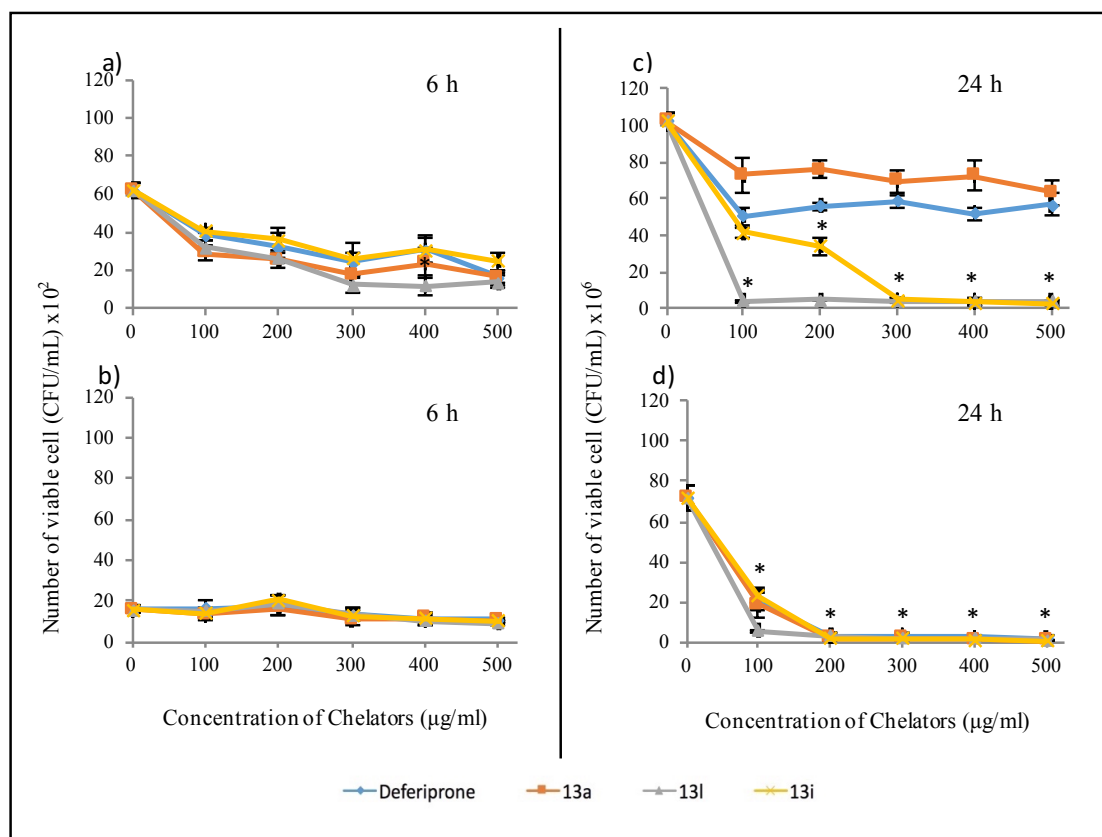 a)
6 h
120
100
80
60
40
20
0
*
0 100 200 300 400 500
b)
6 h
120
100
80
60
40
20
0
0 100 200 300 400 500
Number of viable cell (CFU/mL) x10²
Concentration of Chelators (µg/ml)
c)
24 h
120
100
80
60
40
20
0
* * * * *
0 100 200 300 400 500
d)
24 h
120
100
80
60
40
20
0
* * * * *
0 100 200 300 400 500
Number of viable cell (CFU/mL) x10⁶
Concentration of Chelators (µg/ml)
Deferiprone 13a 13l 13i